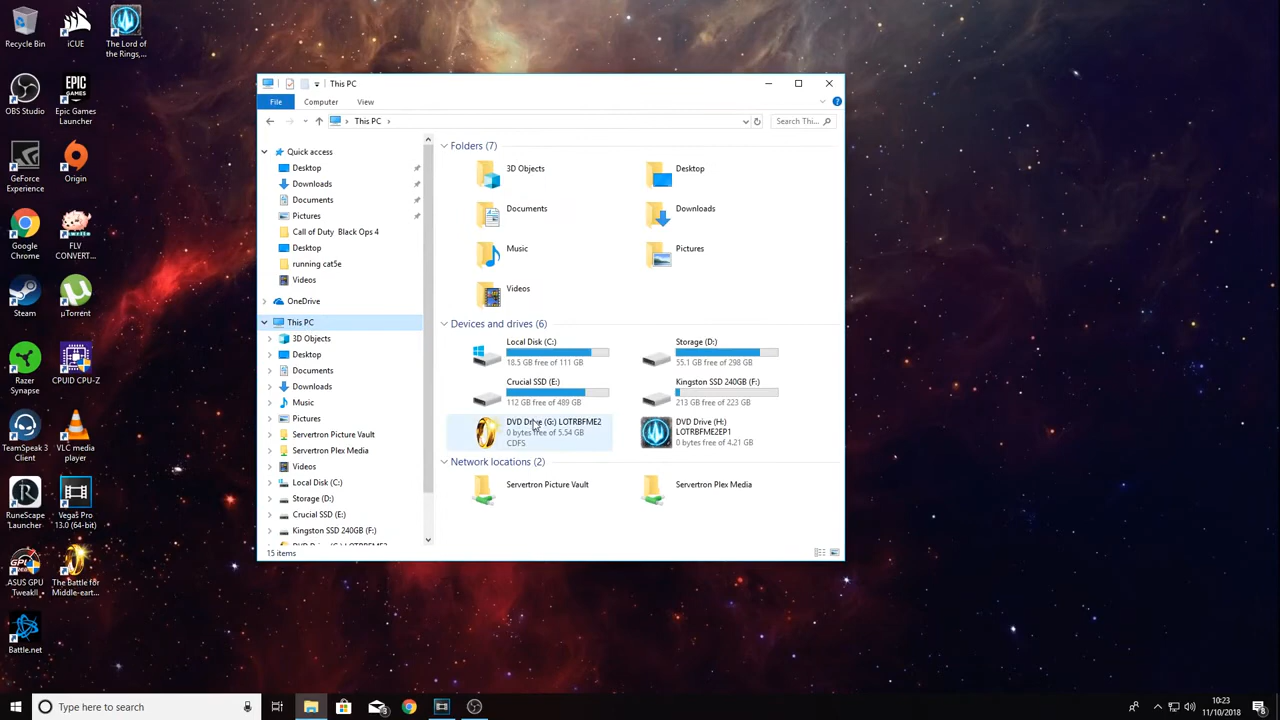 Recycle Bin
iCUE
The Lord of
the Rings,...
OBS Studio
Epic Games
Launcher
GeForce
Experience
Origin
Google
Chrome
FLV
CONVERT...
Steam
µTorrent
Razer
Synapse
CPUID CPU-Z
TeamSpeak 3
Client
VLC media
player
RuneScape
Launcher
Vegas Pro
13.0 (64-bit)
ASUS GPU
TweakII
The Battle for
Middle-eart...
Battle.net
This PC
File
Computer
View
This PC
Search Thi...
Quick access
Desktop
Downloads
Documents
Pictures
Call of Duty Black Ops 4
Desktop
running cat5e
Videos
OneDrive
This PC
3D Objects
Desktop
Documents
Downloads
Music
Pictures
Servertron Picture Vault
Servertron Plex Media
Videos
Local Disk (C:)
Storage (D:)
Crucial SSD (E:)
Kingston SSD 240GB (F:)
DVD Drive (G:) LOTRBFME2
Folders (7)
3D Objects
Desktop
Documents
Downloads
Music
Pictures
Videos
Devices and drives (6)
Local Disk (C:)
18.5 GB free of 111 GB
Storage (D:)
55.1 GB free of 298 GB
Crucial SSD (E:)
112 GB free of 489 GB
Kingston SSD 240GB (F:)
213 GB free of 223 GB
DVD Drive (G:) LOTRBFME2
0 bytes free of 5.54 GB
CDFS
DVD Drive (H:)
LOTRBFME2EP1
0 bytes free of 4.21 GB
Network locations (2)
Servertron Picture Vault
Servertron Plex Media
15 items
Type here to search
10:23
11/10/2018